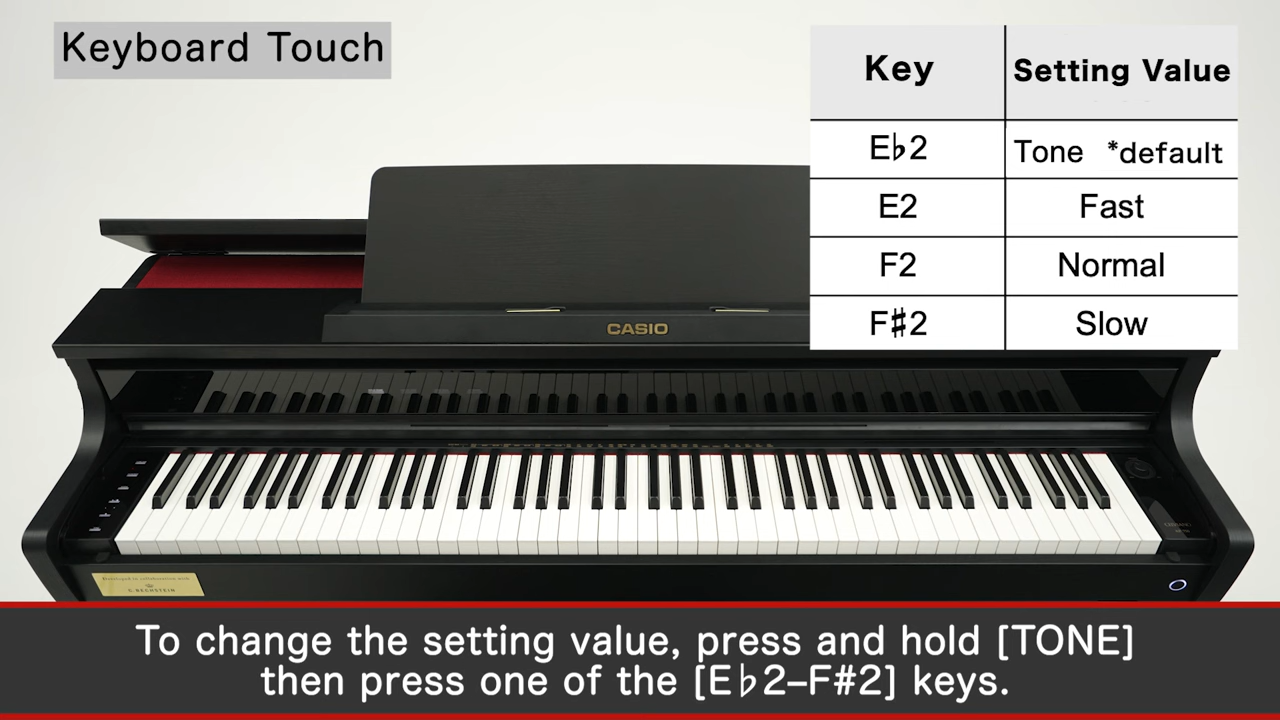 Keyboard Touch
Key Setting Value
E♭2 Tone *default
E2 Fast
F2 Normal
F♯2 Slow
CASIO
C. BECHSTEIN
To change the setting value, press and hold [TONE]
then press one of the [E♭2–F#2] keys.